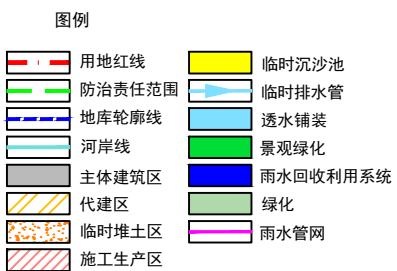 图例
用地红线
防治责任范围
地库轮廓线
河岸线
主体建筑区
代建区
临时堆土区
施工生产区
临时沉沙池
临时排水管
透水铺装
景观绿化
雨水回收利用系统
绿化
雨水管网